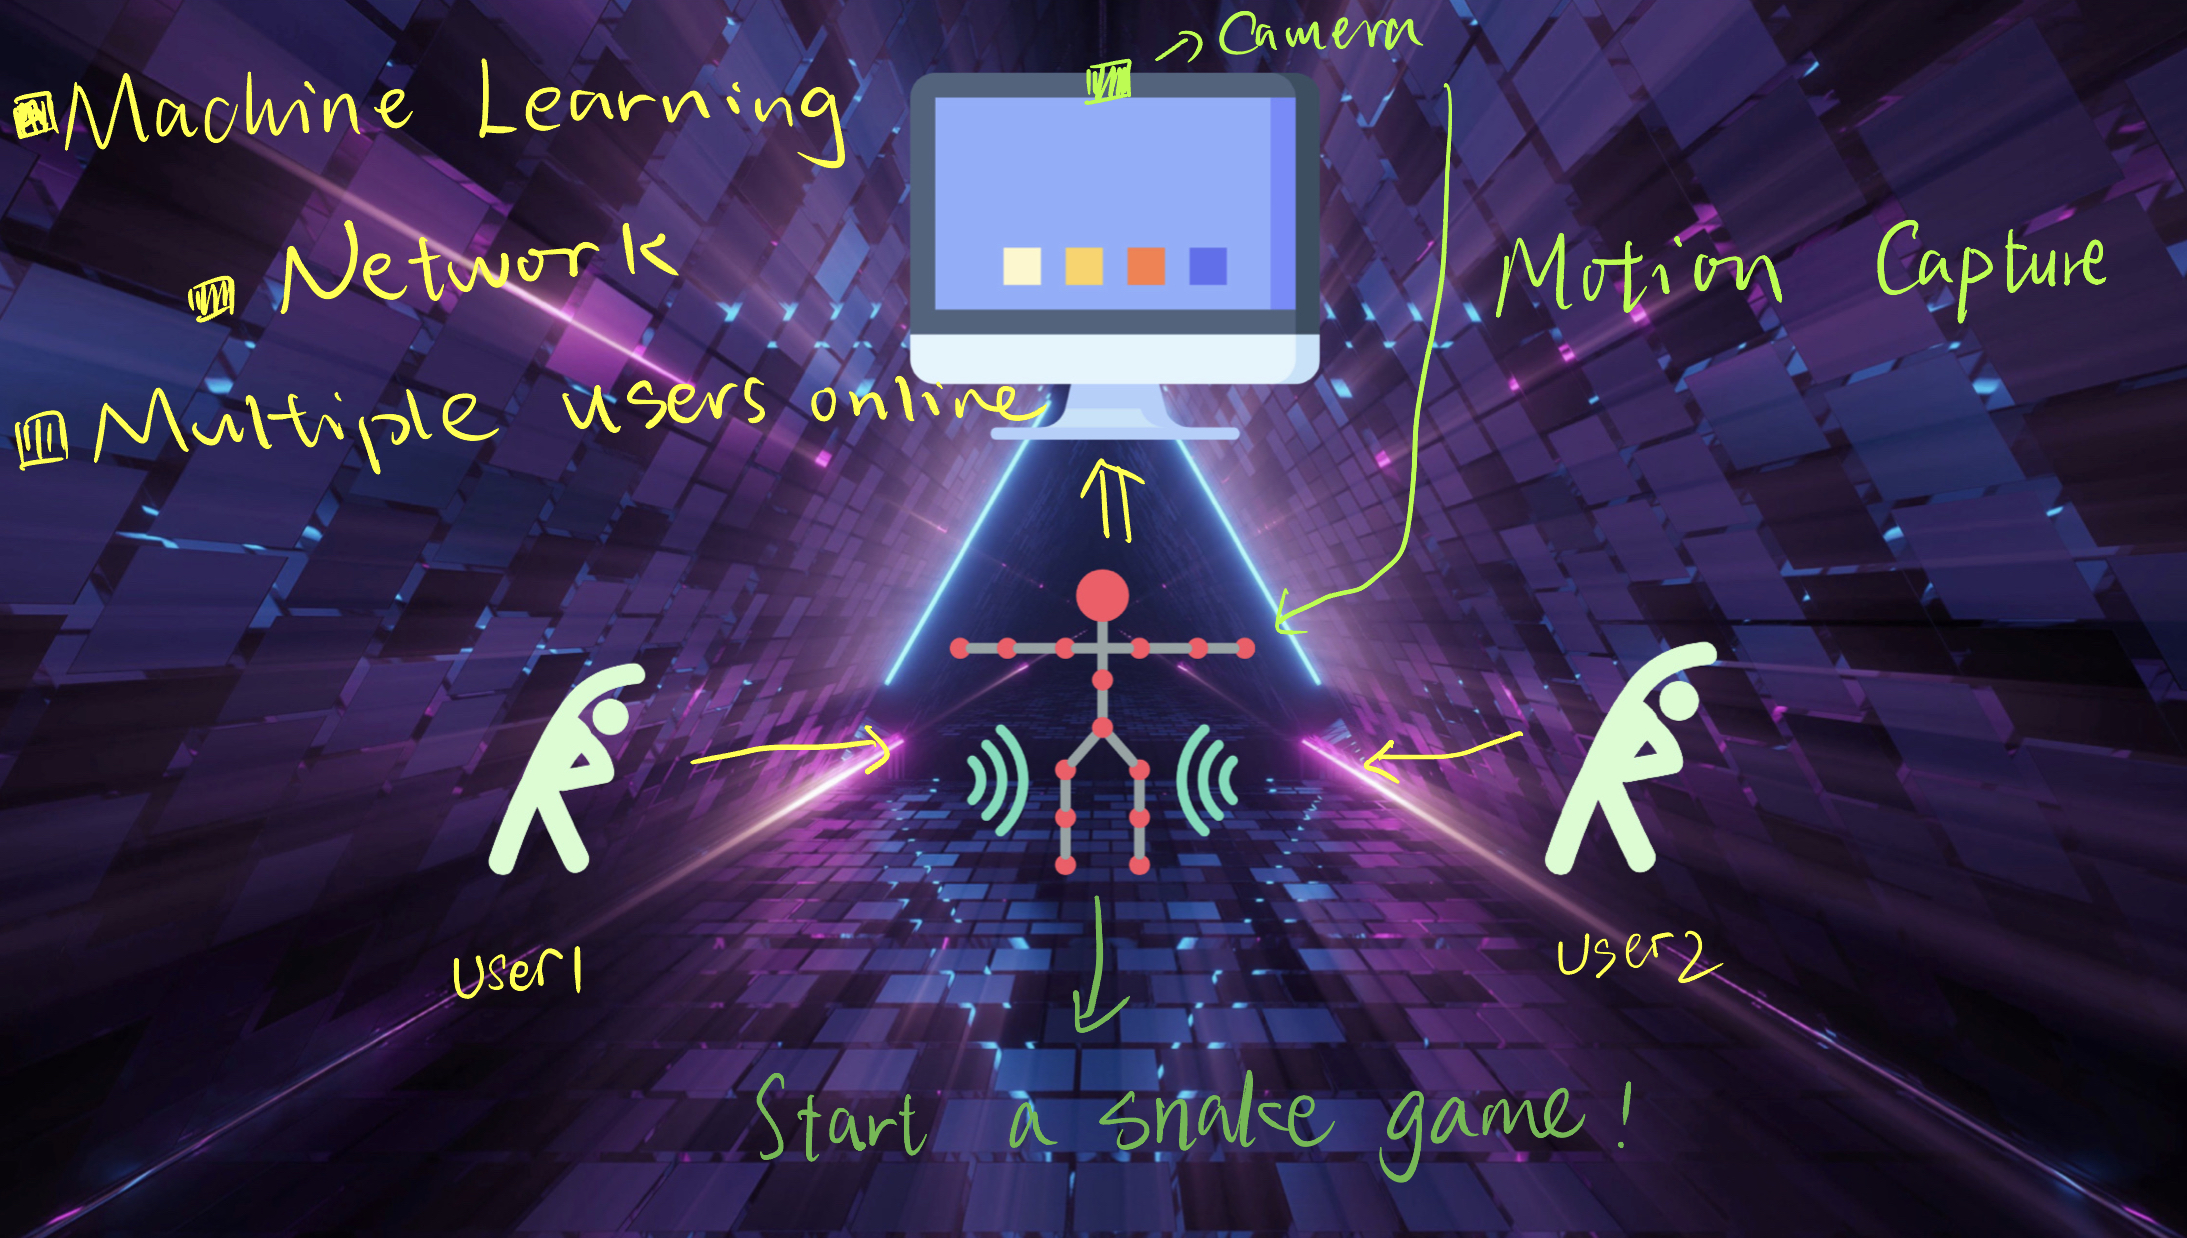 Camera
Machine Learning
Network
Motion Capture
Multiple users online
user1
user2
Start a snake game!